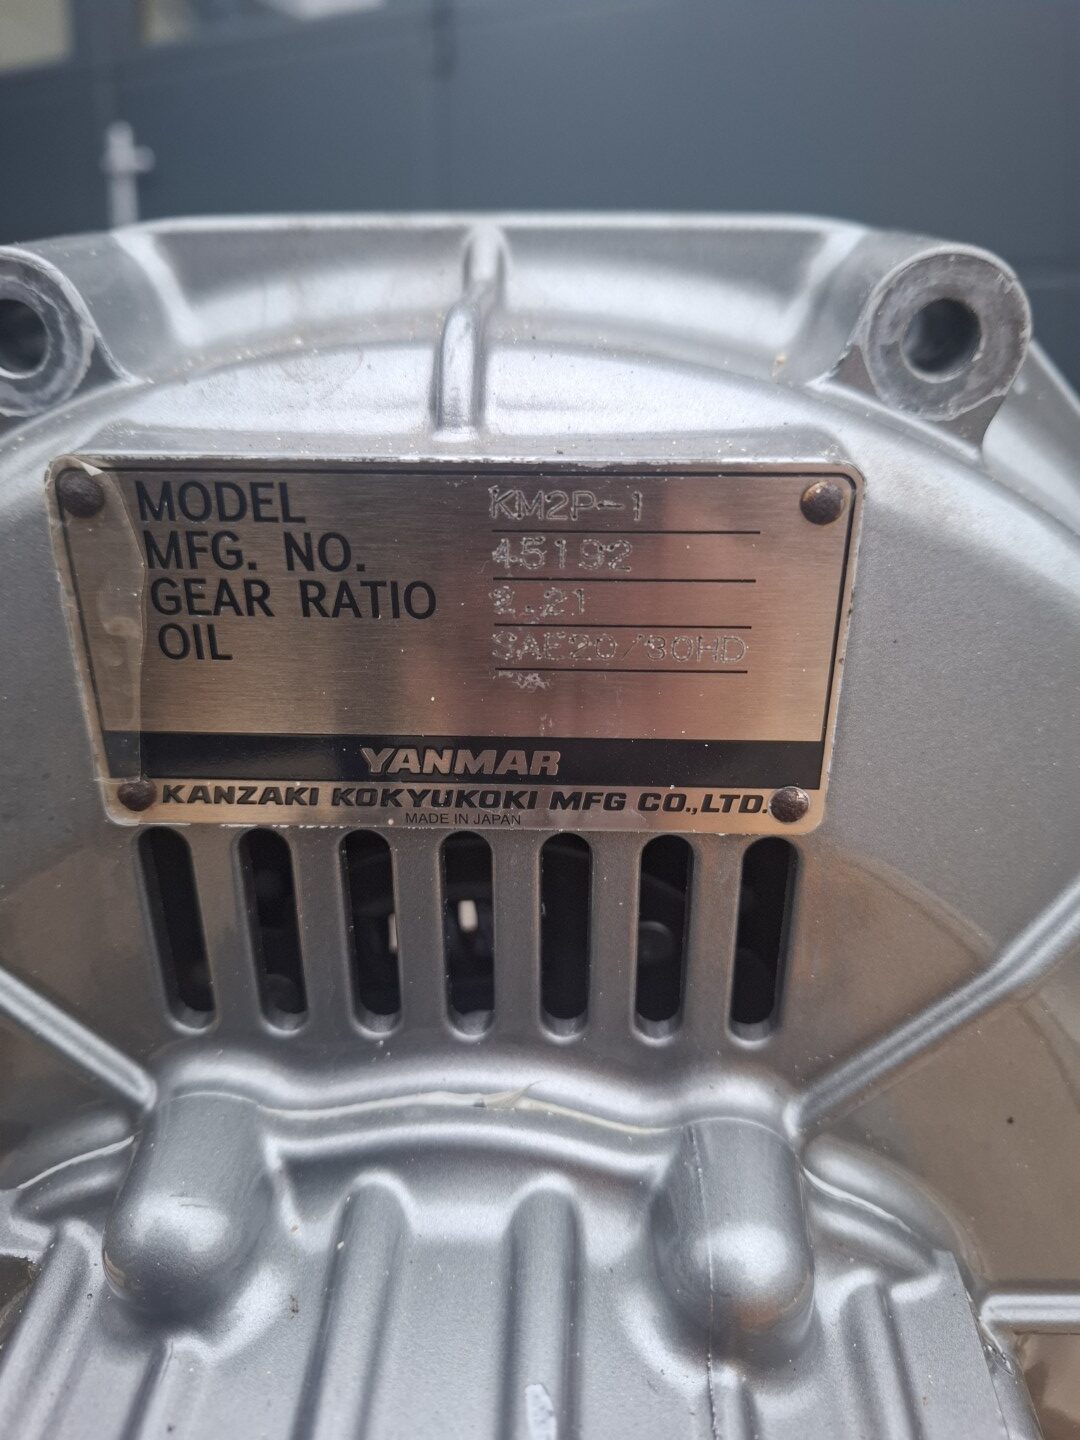 MODEL KM2P-1
MFG. NO. 45192
GEAR RATIO 2.21
OIL SAE20/30HD
YANMAR
KANZAKI KOKYUKOKI MFG CO.,LTD.
MADE IN JAPAN